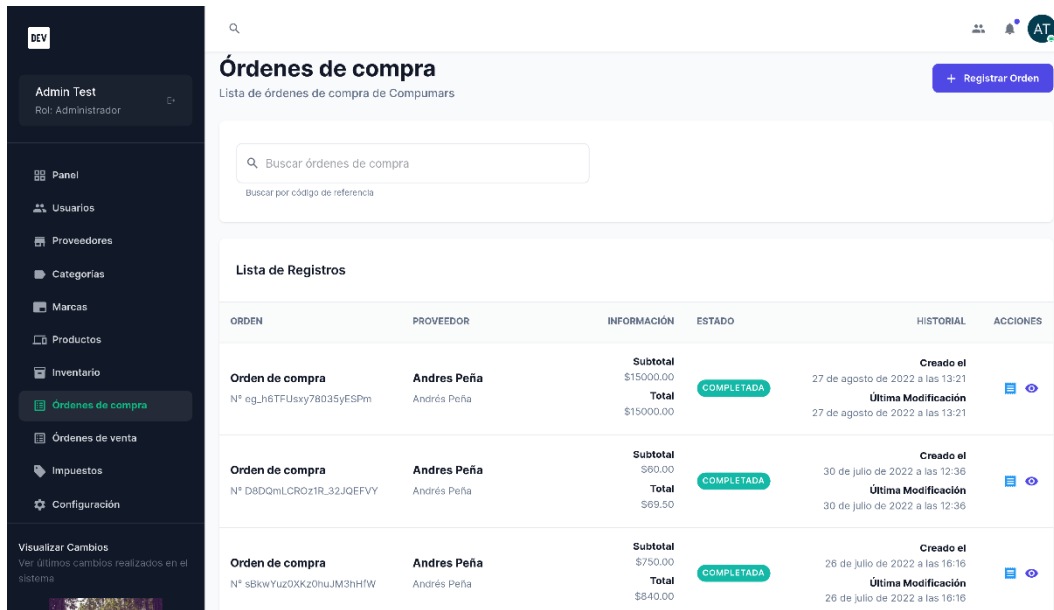 DEV
AT
Admin Test
Rol: Administrador
Panel
Usuarios
Proveedores
Categorías
Marcas
Productos
Inventario
Órdenes de compra
Órdenes de venta
Impuestos
Configuración
Visualizar Cambios
Ver últimos cambios realizados en el
sistema
Órdenes de compra
Lista de órdenes de compra de Compumars
+ Registrar Orden
Buscar órdenes de compra
Buscar por código de referencia
Lista de Registros
ORDEN PROVEEDOR INFORMACIÓN ESTADO HISTORIAL ACCIONES
Orden de compra
N° eg_h6TFUsxy78035yESPm
Andres Peña
Andrés Peña
Subtotal
$15000.00
Total
$15000.00
COMPLETADA
Creado el
27 de agosto de 2022 a las 13:21
Última Modificación
27 de agosto de 2022 a las 13:21
Orden de compra
N° D8DQmLCROz1R_32JQEFVY
Andres Peña
Andrés Peña
Subtotal
$60.00
Total
$69.50
COMPLETADA
Creado el
30 de julio de 2022 a las 12:36
Última Modificación
30 de julio de 2022 a las 12:36
Orden de compra
N° sBkwYuz0XKz0huJM3hHfW
Andres Peña
Andrés Peña
Subtotal
$750.00
Total
$840.00
COMPLETADA
Creado el
26 de julio de 2022 a las 16:16
Última Modificación
26 de julio de 2022 a las 16:16